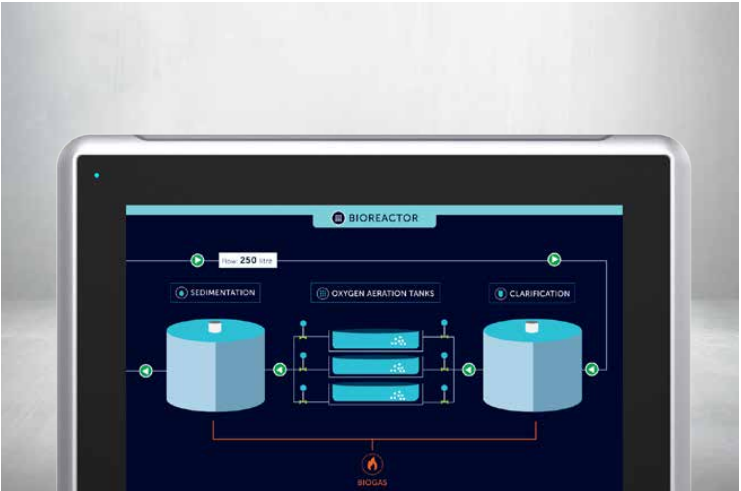 BIOREACTOR
flow: 250 litre
SEDIMENTATION
OXYGEN AERATION TANKS
CLARIFICATION
BIOGAS